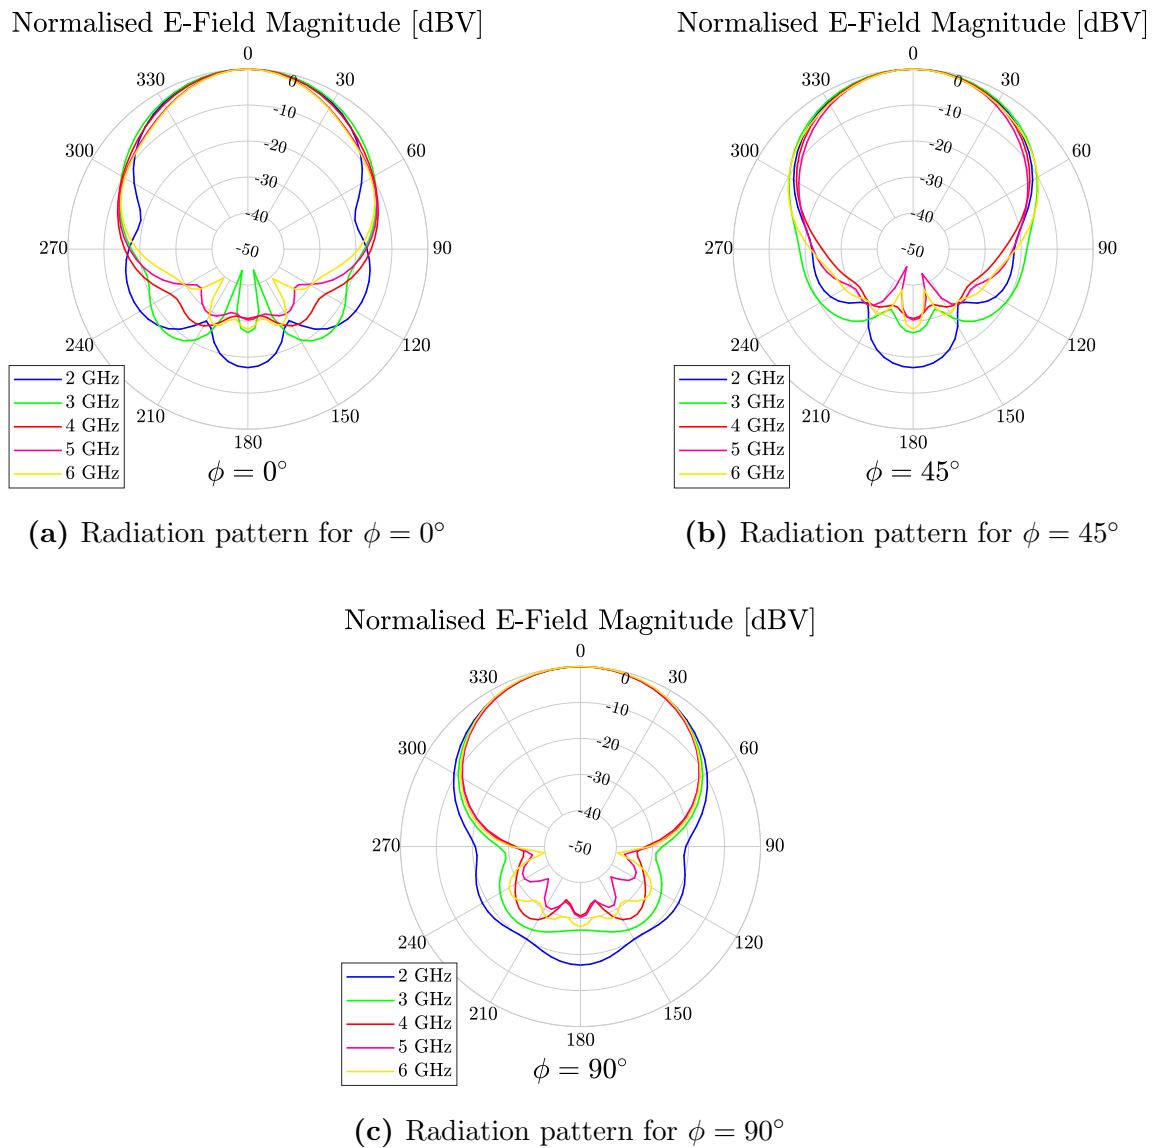 Normalised E-Field Magnitude [dBV]
0
330
30
0
-10
300
60
-20
-30
-40
270
-50
90
240
120
210
150
180
2 GHz
3 GHz
4 GHz
5 GHz
6 GHz
ϕ = 0°
(a) Radiation pattern for ϕ = 0°
Normalised E-Field Magnitude [dBV]
0
330
30
0
-10
300
60
-20
-30
-40
270
-50
90
240
120
210
150
180
2 GHz
3 GHz
4 GHz
5 GHz
6 GHz
ϕ = 45°
(b) Radiation pattern for ϕ = 45°
Normalised E-Field Magnitude [dBV]
0
330
30
0
-10
300
60
-20
-30
-40
270
-50
90
240
120
210
150
180
2 GHz
3 GHz
4 GHz
5 GHz
6 GHz
ϕ = 90°
(c) Radiation pattern for ϕ = 90°